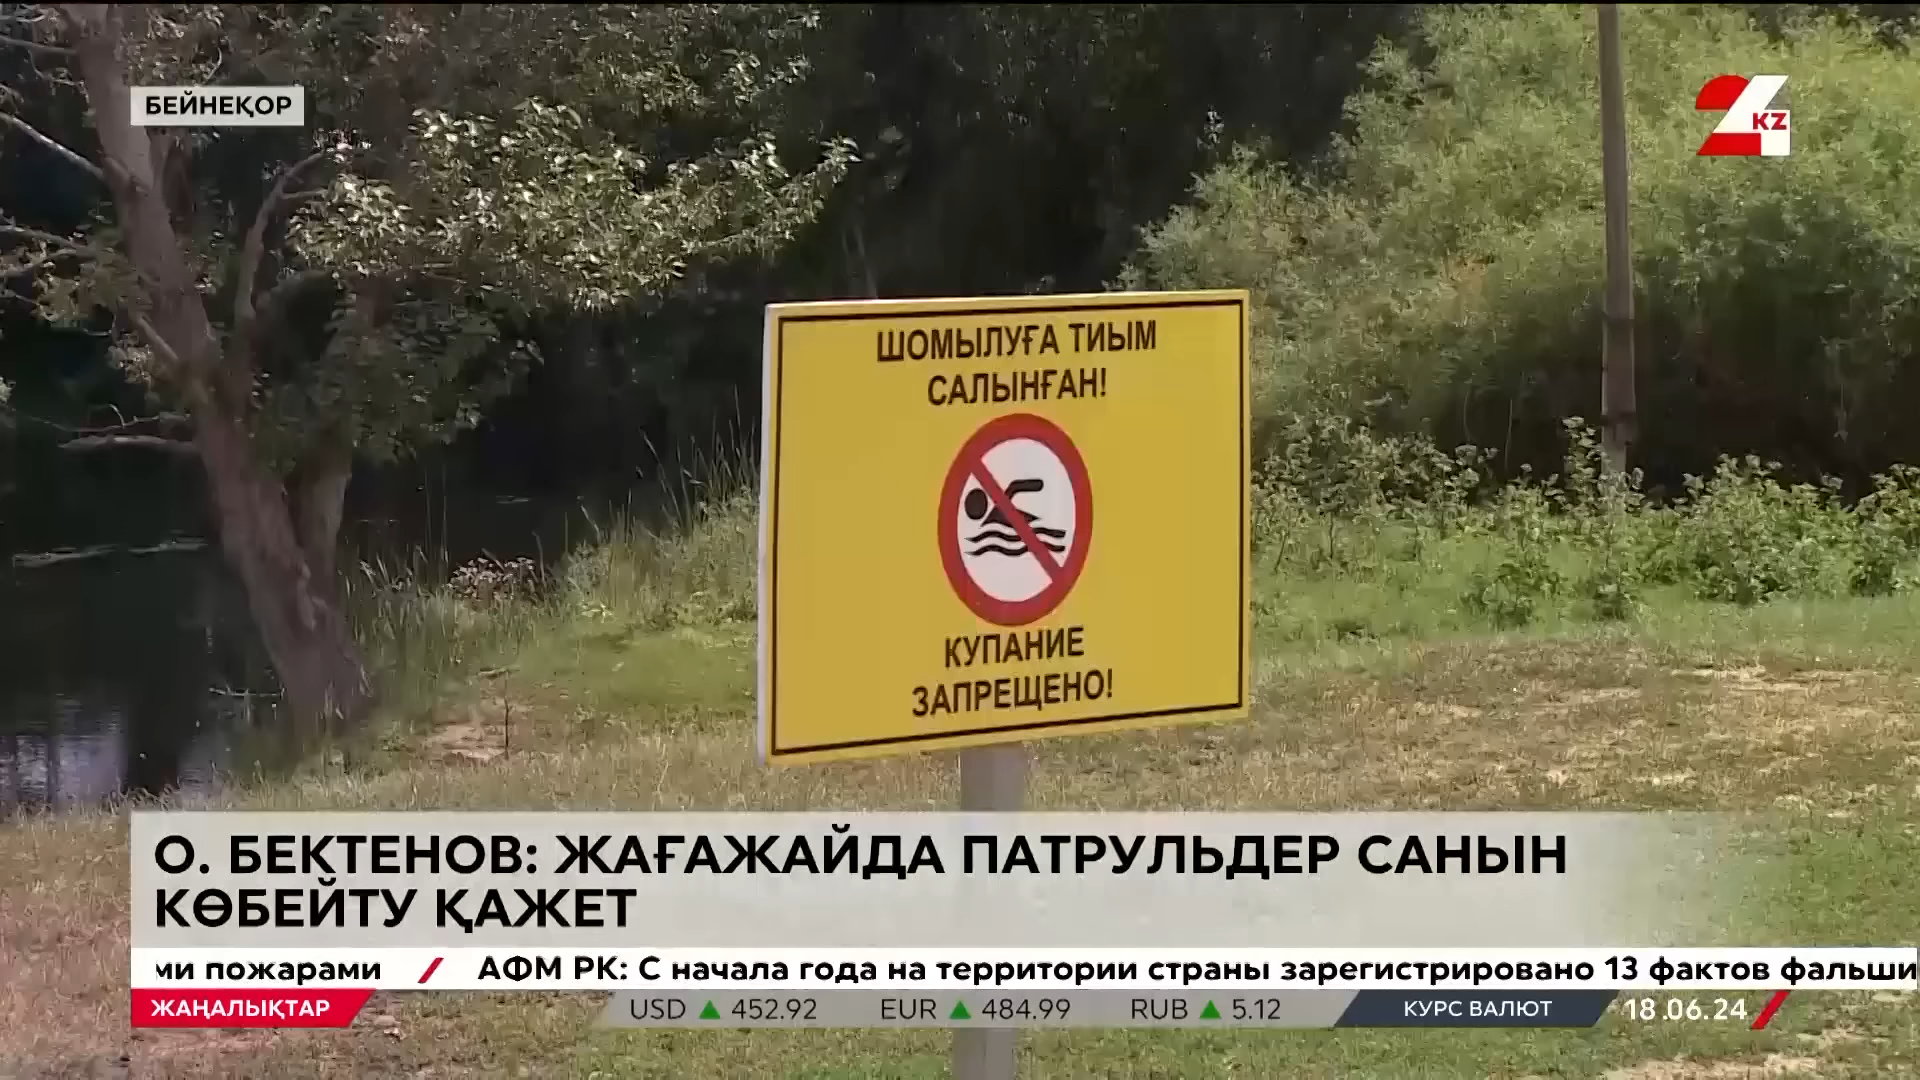 БЕЙНЕҚОР
24 KZ
ШОМЫЛУҒА ТИЫМ
САЛЫНҒАН!
КУПАНИЕ
ЗАПРЕЩЕНО!
О. БЕКТЕНОВ: ЖАҒАЖАЙДА ПАТРУЛЬДЕР САНЫН
КӨБЕЙТУ ҚАЖЕТ
ми пожарами / АФМ РК: С начала года на территории страны зарегистрировано 13 фактов фальши
ЖАҢАЛЫҚТАР USD ▲ 452.92 EUR ▲ 484.99 RUB ▲ 5.12 КУРС ВАЛЮТ 18.06.24